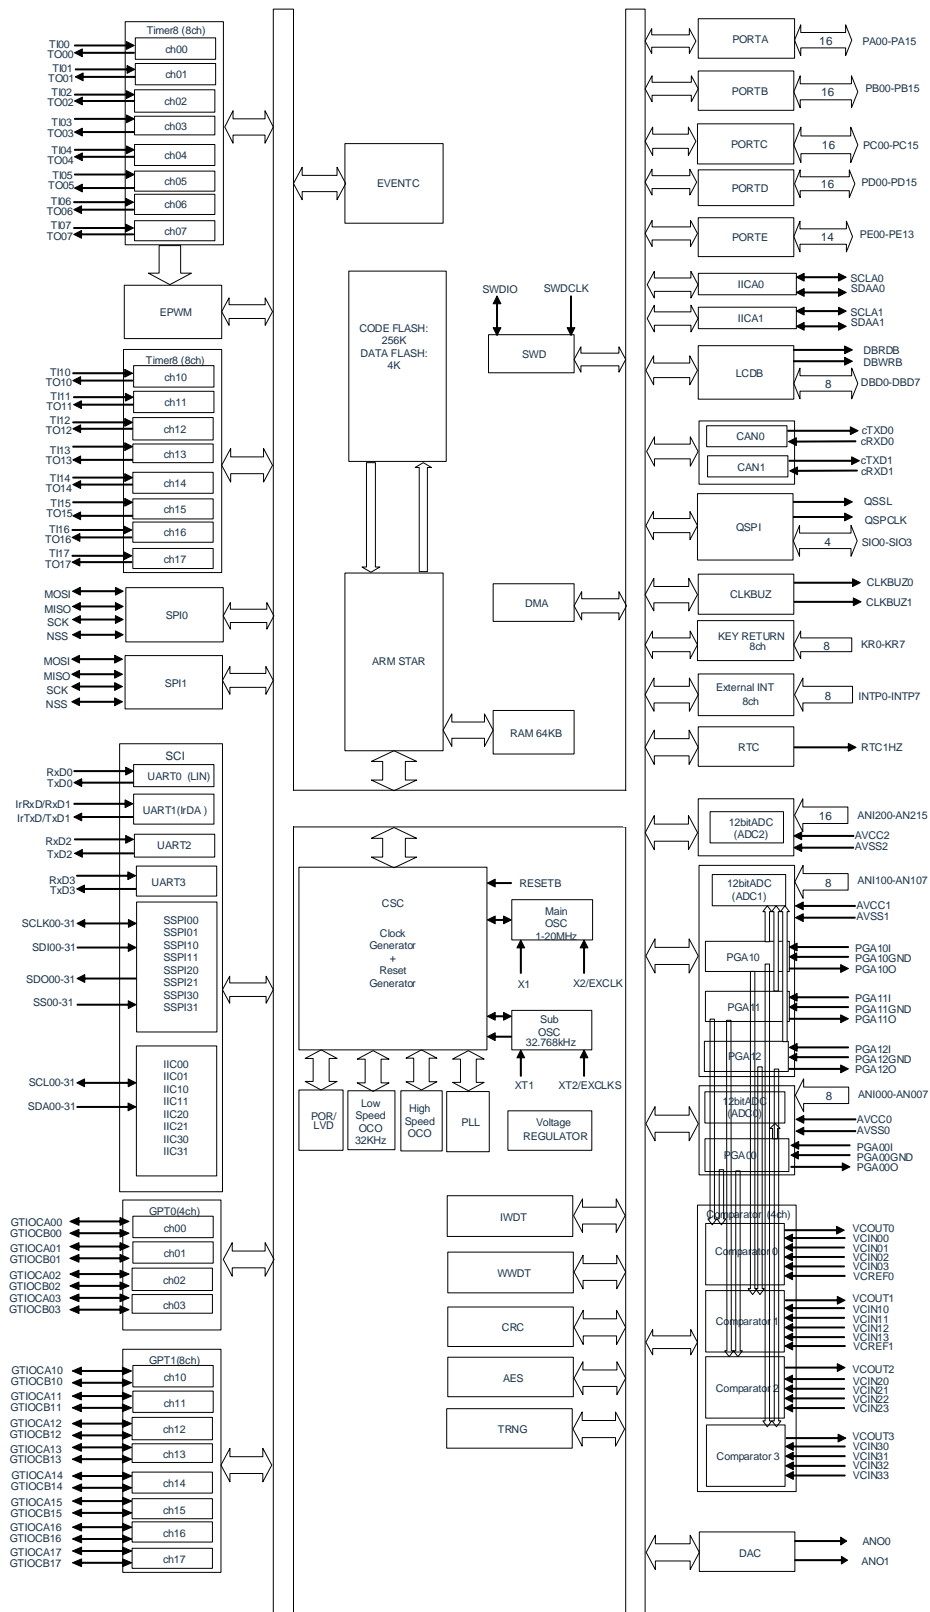 Timer8 (8ch)
TI00
TO00
ch00
TI01
TO01
ch01
TI02
TO02
ch02
TI03
TO03
ch03
TI04
TO04
ch04
TI05
TO05
ch05
TI06
TO06
ch06
TI07
TO07
ch07
EPWM
Timer8 (8ch)
TI10
TO10
ch10
TI11
TO11
ch11
TI12
TO12
ch12
TI13
TO13
ch13
TI14
TO14
ch14
TI15
TO15
ch15
TI16
TO16
ch16
TI17
TO17
ch17
MOSI
MISO
SCK
NSS
SPI0
MOSI
MISO
SCK
NSS
SPI1
SCI
RxD0
TxD0
UART0 (LIN)
IrRxD/RxD1
IrTxD/TxD1
UART1(IrDA )
RxD2
TxD2
UART2
RxD3
TxD3
UART3
SCLK00-31
SDI00-31
SDO00-31
SS00-31
SSPI00
SSPI01
SSPI10
SSPI11
SSPI20
SSPI21
SSPI30
SSPI31
SCL00-31
SDA00-31
IIC00
IIC01
IIC10
IIC11
IIC20
IIC21
IIC30
IIC31
GPT0(4ch)
GTIOCA00
GTIOCB00
ch00
GTIOCA01
GTIOCB01
ch01
GTIOCA02
GTIOCB02
ch02
GTIOCA03
GTIOCB03
ch03
GPT1(8ch)
GTIOCA10
GTIOCB10
ch10
GTIOCA11
GTIOCB11
ch11
GTIOCA12
GTIOCB12
ch12
GTIOCA13
GTIOCB13
ch13
GTIOCA14
GTIOCB14
ch14
GTIOCA15
GTIOCB15
ch15
GTIOCA16
GTIOCB16
ch16
GTIOCA17
GTIOCB17
ch17
EVENTC
CODE FLASH:
256K
DATA FLASH:
4K
SWDIO
SWDCLK
SWD
DMA
ARM STAR
RAM 64KB
CSC
Clock
Generator
+
Reset
Generator
RESETB
Main
OSC
1-20MHz
X1
X2/EXCLK
Sub
OSC
32.768kHz
XT1
XT2/EXCLKS
POR/
LVD
Low
Speed
OCO
32KHz
High
Speed
OCO
PLL
Voltage
REGULATOR
IWDT
WWDT
CRC
AES
TRNG
PORTA
16
PA00-PA15
PORTB
16
PB00-PB15
PORTC
16
PC00-PC15
PORTD
16
PD00-PD15
PORTE
14
PE00-PE13
IICA0
SCLA0
SDAA0
IICA1
SCLA1
SDAA1
LCDB
DBRDB
DBWRB
8
DBD0-DBD7
CAN0
cTXD0
cRXD0
CAN1
cTXD1
cRXD1
QSPI
QSSL
QSPCLK
4
SIO0-SIO3
CLKBUZ
CLKBUZ0
CLKBUZ1
KEY RETURN
8ch
8
KR0-KR7
External INT
8ch
8
INTP0-INTP7
RTC
RTC1HZ
12bitADC
(ADC2)
16
ANI200-AN215
AVCC2
AVSS2
12bitADC
(ADC1)
8
ANI100-AN107
AVCC1
AVSS1
PGA10
PGA10I
PGA10GND
PGA10O
PGA11
PGA11I
PGA11GND
PGA11O
PGA12
PGA12I
PGA12GND
PGA12O
12bitADC
(ADC0)
8
ANI000-AN007
AVCC0
AVSS0
PGA00
PGA00I
PGA00GND
PGA00O
Comparator (4ch)
Comparator 0
VCOUT0
VCIN00
VCIN01
VCIN02
VCIN03
VCREF0
Comparator 1
VCOUT1
VCIN10
VCIN11
VCIN12
VCIN13
VCREF1
Comparator 2
VCOUT2
VCIN20
VCIN21
VCIN22
VCIN23
Comparator 3
VCOUT3
VCIN30
VCIN31
VCIN32
VCIN33
DAC
ANO0
ANO1